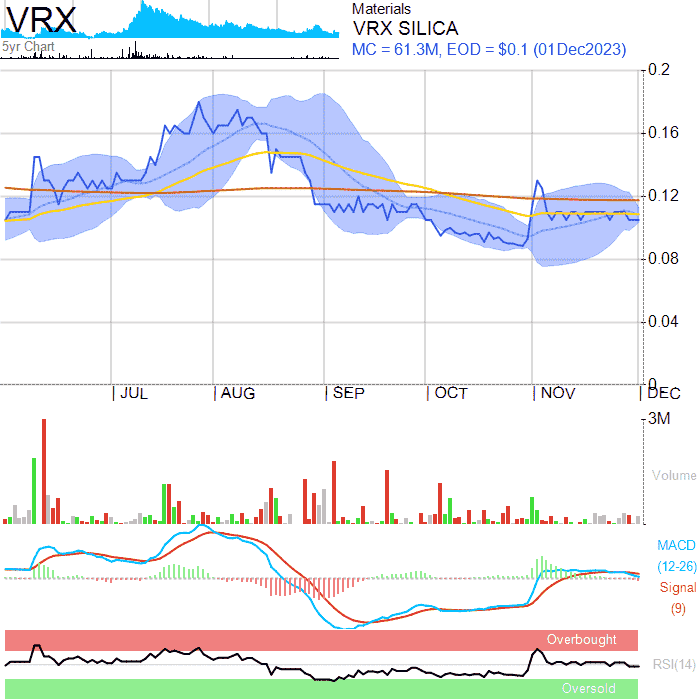 VRX
5yr Chart
Materials
VRX SILICA
MC = 61.3M, EOD = $0.1 (01Dec2023)
0.2
0.16
0.12
0.08
0.04
0
JUL AUG SEP OCT NOV DEC
3M
Volume
MACD
(12-26)
Signal
(9)
Overbought
RSI(14)
Oversold